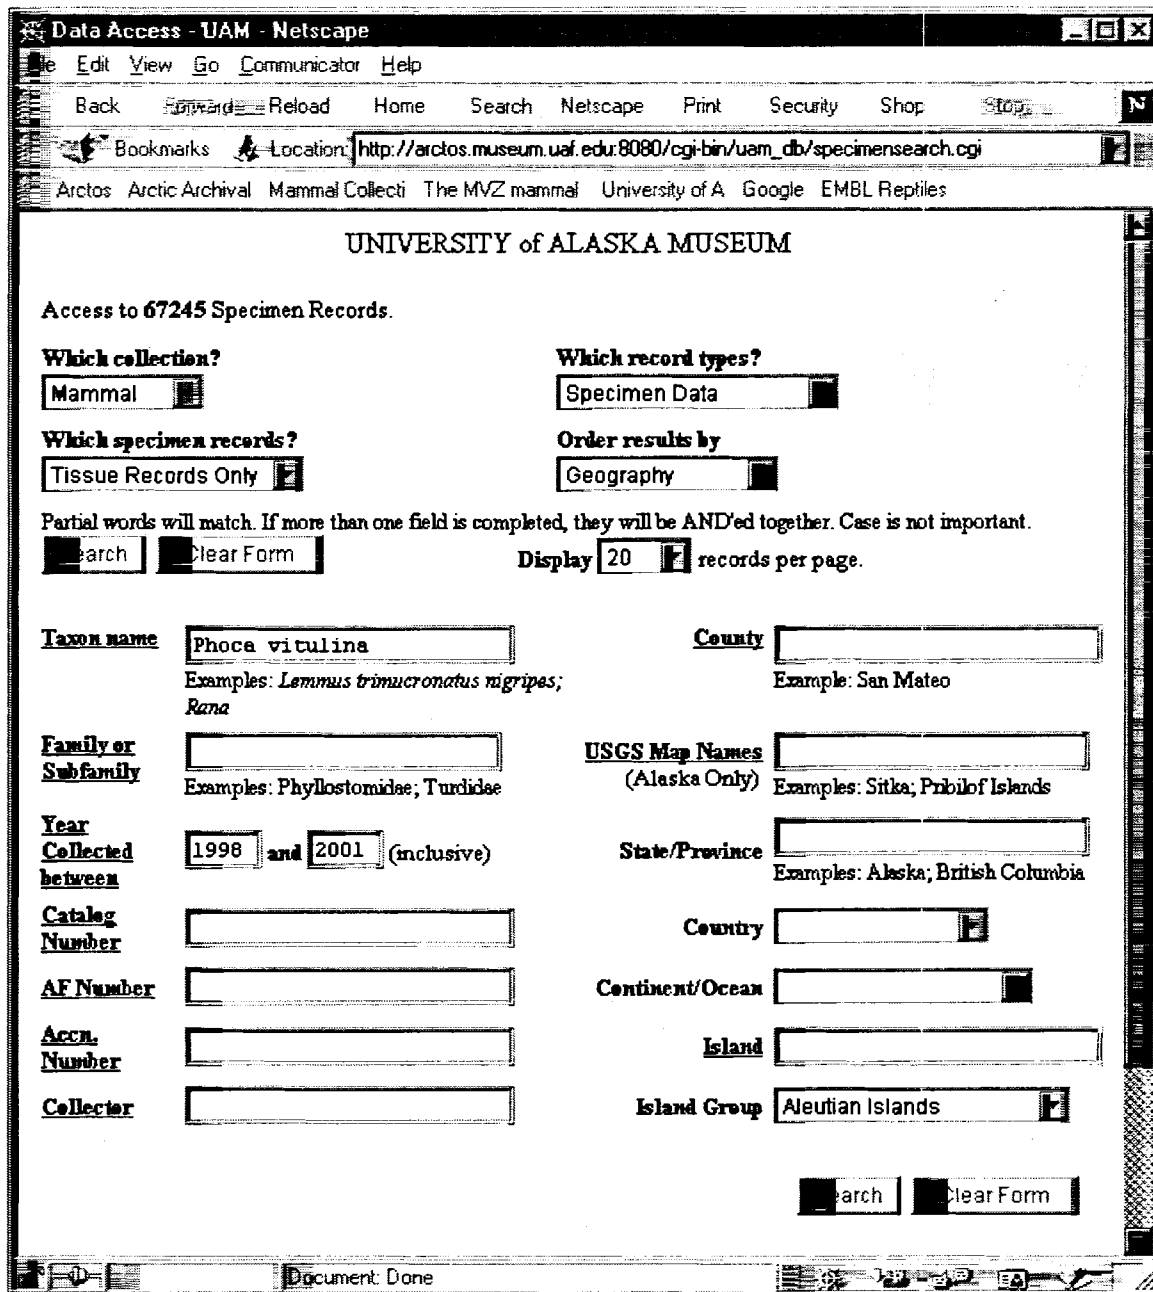 Data Access - UAM - Netscape
Edit View Go Communicator Help
Back Forward Reload Home Search Netscape Print Security Shop Stop
Bookmarks Location: http://arctos.museum.uaf.edu:8080/cgi-bin/uam_db/specimensearch.cgi
Arctos Arctic Archival Mammal Collecti The MVZ mammal University of A Google EMBL Reptiles
UNIVERSITY of ALASKA MUSEUM
Access to 67245 Specimen Records.
Which collection? Which record types?
Mammal Specimen Data
Which specimen records? Order results by
Tissue Records Only Geography
Partial words will match. If more than one field is completed, they will be AND'ed together. Case is not important.
earch Clear Form Display 20 records per page.
Taxon name Phoca vitulina County
Examples: Lemmus trimucronatus nigripes; Example: San Mateo
Rana
Family or USGS Map Names
Subfamily (Alaska Only)
Examples: Phyllostomidae; Turdidae Examples: Sitka; Pribilof Islands
Year
Collected 1998 and 2001 (inclusive) State/Province
between Examples: Alaska; British Columbia
Catalog Country
Number
AF Number Continent/Ocean
Accn. Island
Number
Collector Island Group Aleutian Islands
earch Clear Form
Document: Done